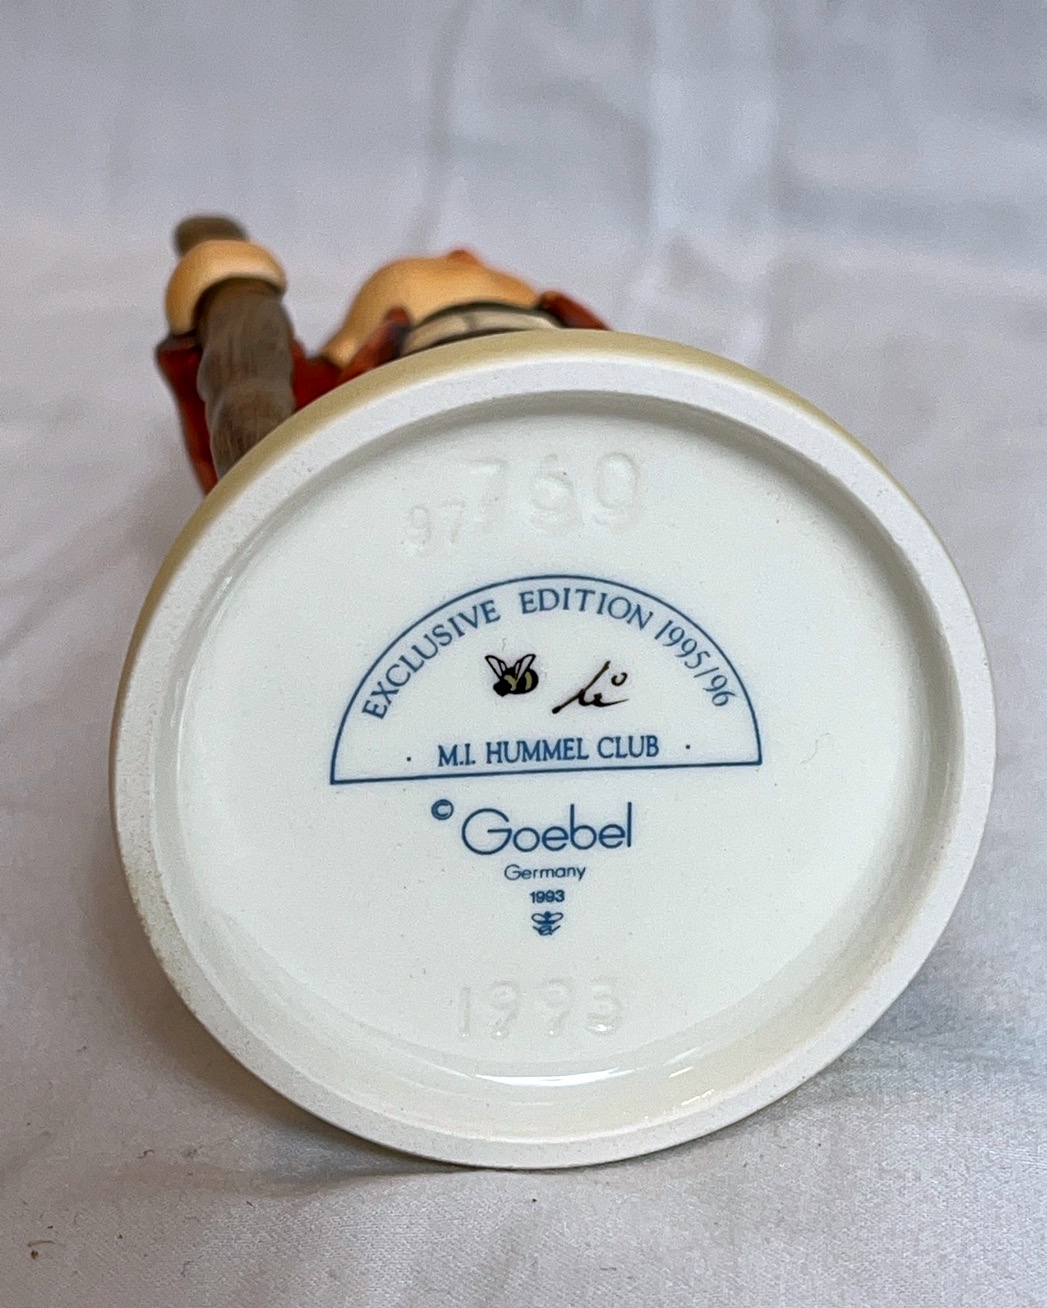 760
97
EXCLUSIVE EDITION 1995/96
· M.I. HUMMEL CLUB ·
© Goebel
Germany
1993
1993